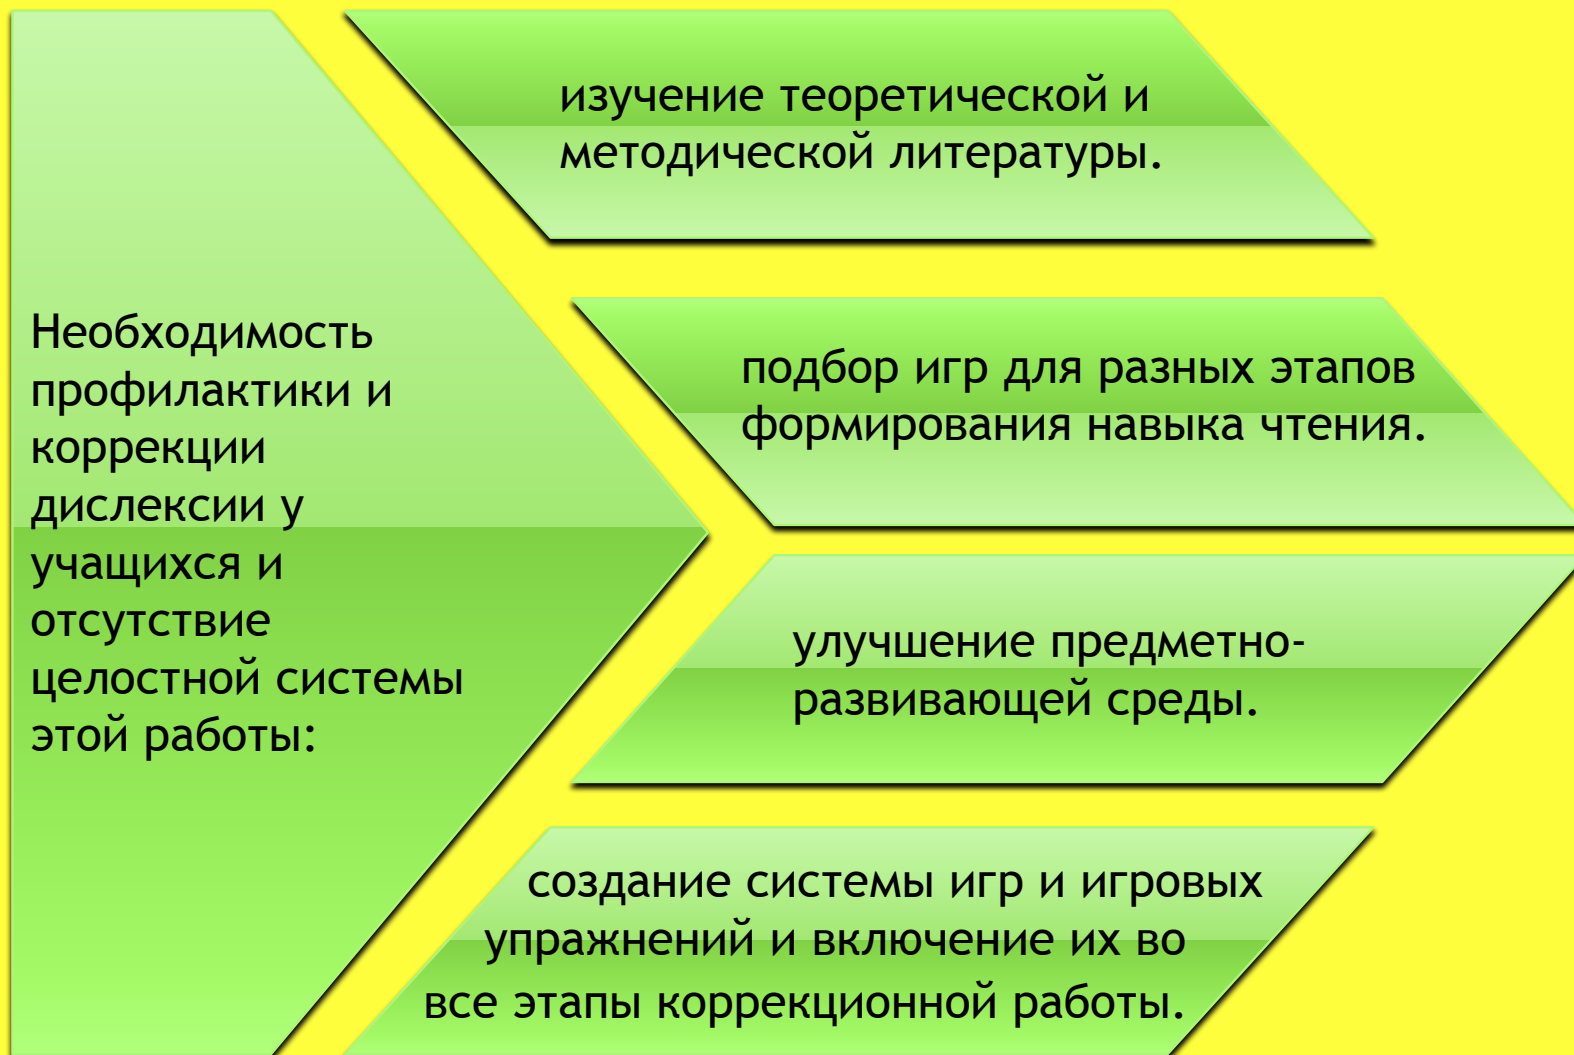 Необходимость
профилактики и
коррекции
дислексии у
учащихся и
отсутствие
целостной системы
этой работы:
изучение теоретической и
методической литературы.
подбор игр для разных этапов
формирования навыка чтения.
улучшение предметно-
развивающей среды.
создание системы игр и игровых
упражнений и включение их во
все этапы коррекционной работы.